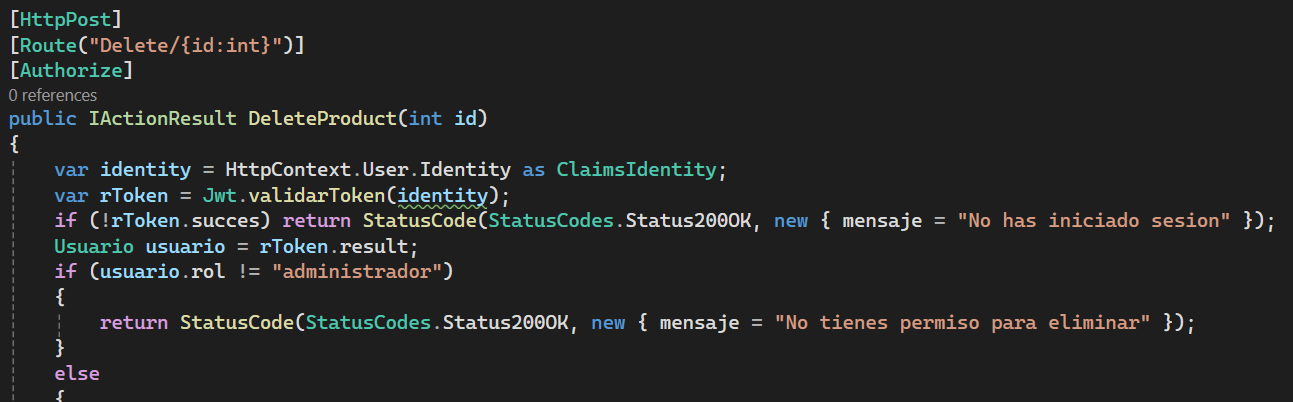 [HttpPost]
[Route("Delete/{id:int}")]
[Authorize]
0 references
public IActionResult DeleteProduct(int id)
{
var identity = HttpContext.User.Identity as ClaimsIdentity;
var rToken = Jwt.validarToken(identity);
if (!rToken.succes) return StatusCode(StatusCodes.Status200OK, new { mensaje = "No has iniciado sesion" });
Usuario usuario = rToken.result;
if (usuario.rol != "administrador")
{
return StatusCode(StatusCodes.Status200OK, new { mensaje = "No tienes permiso para eliminar" });
}
else
{